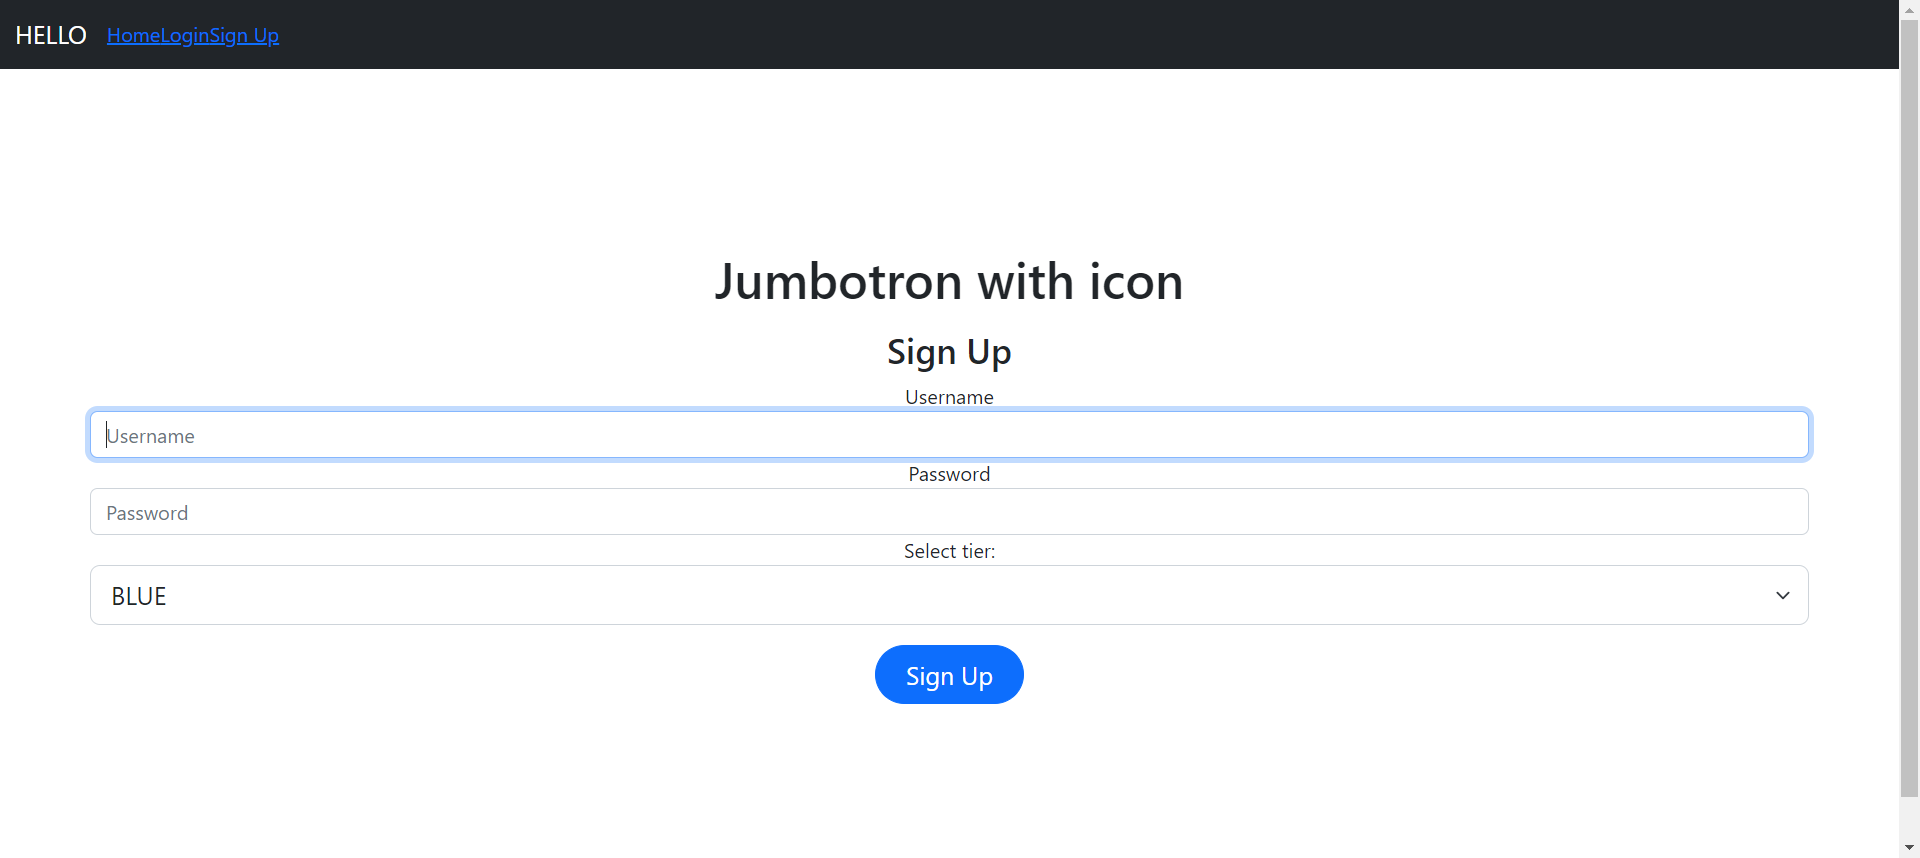 HELLO HomeLoginSign Up
Jumbotron with icon
Sign Up
Username
Username
Password
Password
Select tier:
BLUE
Sign Up